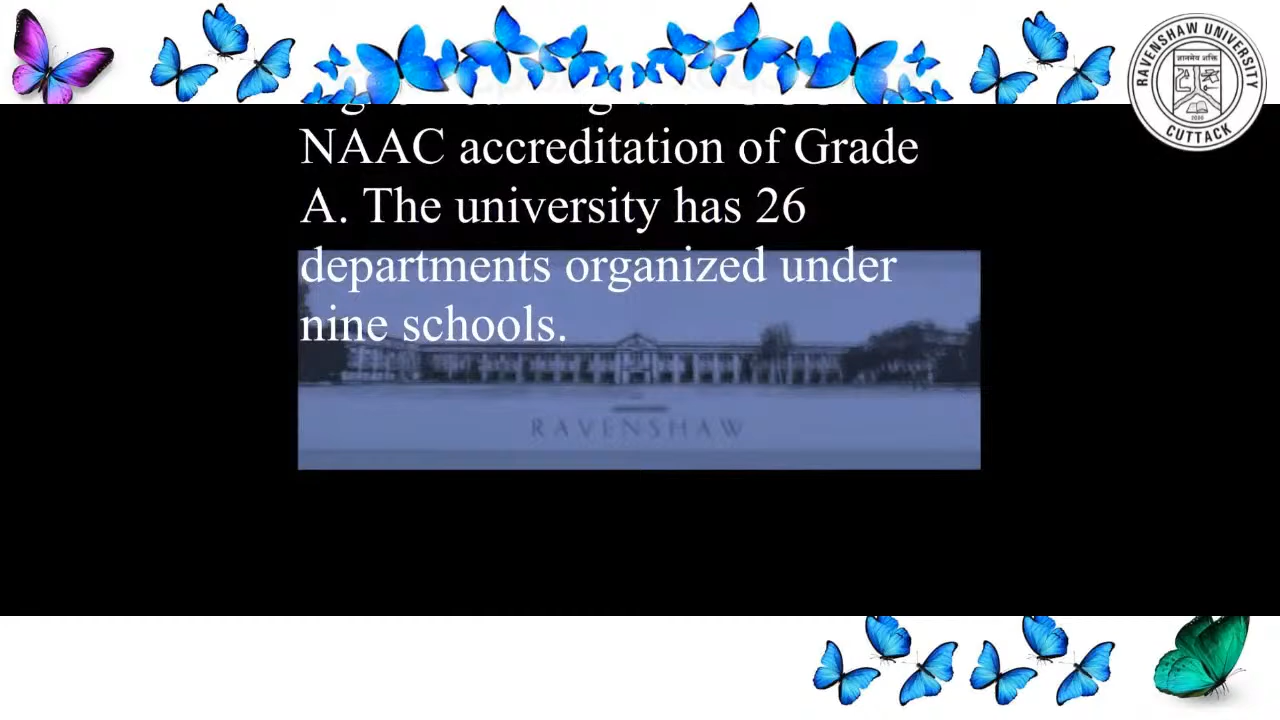 NAAC accreditation of Grade
A. The university has 26
departments organized under
nine schools.
RAVENSHAW
RAVENSHAW UNIVERSITY
CUTTACK